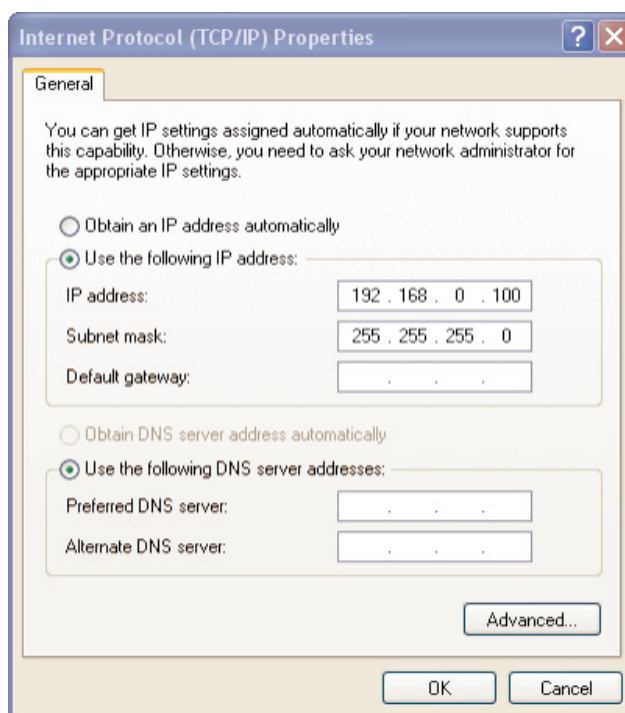 Internet Protocol (TCP/IP) Properties
General
You can get IP settings assigned automatically if your network supports
this capability. Otherwise, you need to ask your network administrator for
the appropriate IP settings.
Obtain an IP address automatically
Use the following IP address:
IP address: 192 . 168 . 0 . 100
Subnet mask: 255 . 255 . 255 . 0
Default gateway: . . .
Obtain DNS server address automatically
Use the following DNS server addresses:
Preferred DNS server: . . .
Alternate DNS server: . . .
Advanced...
OK Cancel